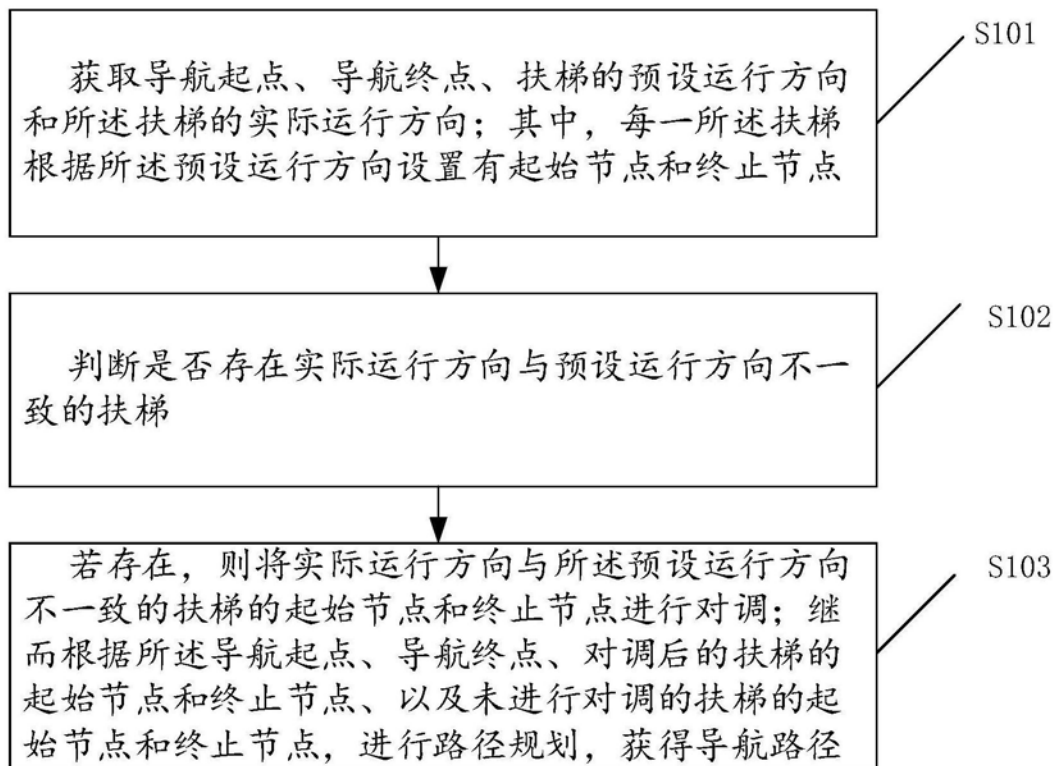 获取导航起点、导航终点、扶梯的预设运行方向
和所述扶梯的实际运行方向；其中，每一所述扶梯
根据所述预设运行方向设置有起始节点和终止节点
S101
判断是否存在实际运行方向与预设运行方向不一
致的扶梯
S102
若存在，则将实际运行方向与所述预设运行方向
不一致的扶梯的起始节点和终止节点进行对调；继
而根据所述导航起点、导航终点、对调后的扶梯的
起始节点和终止节点、以及未进行对调的扶梯的起
始节点和终止节点，进行路径规划，获得导航路径
S103